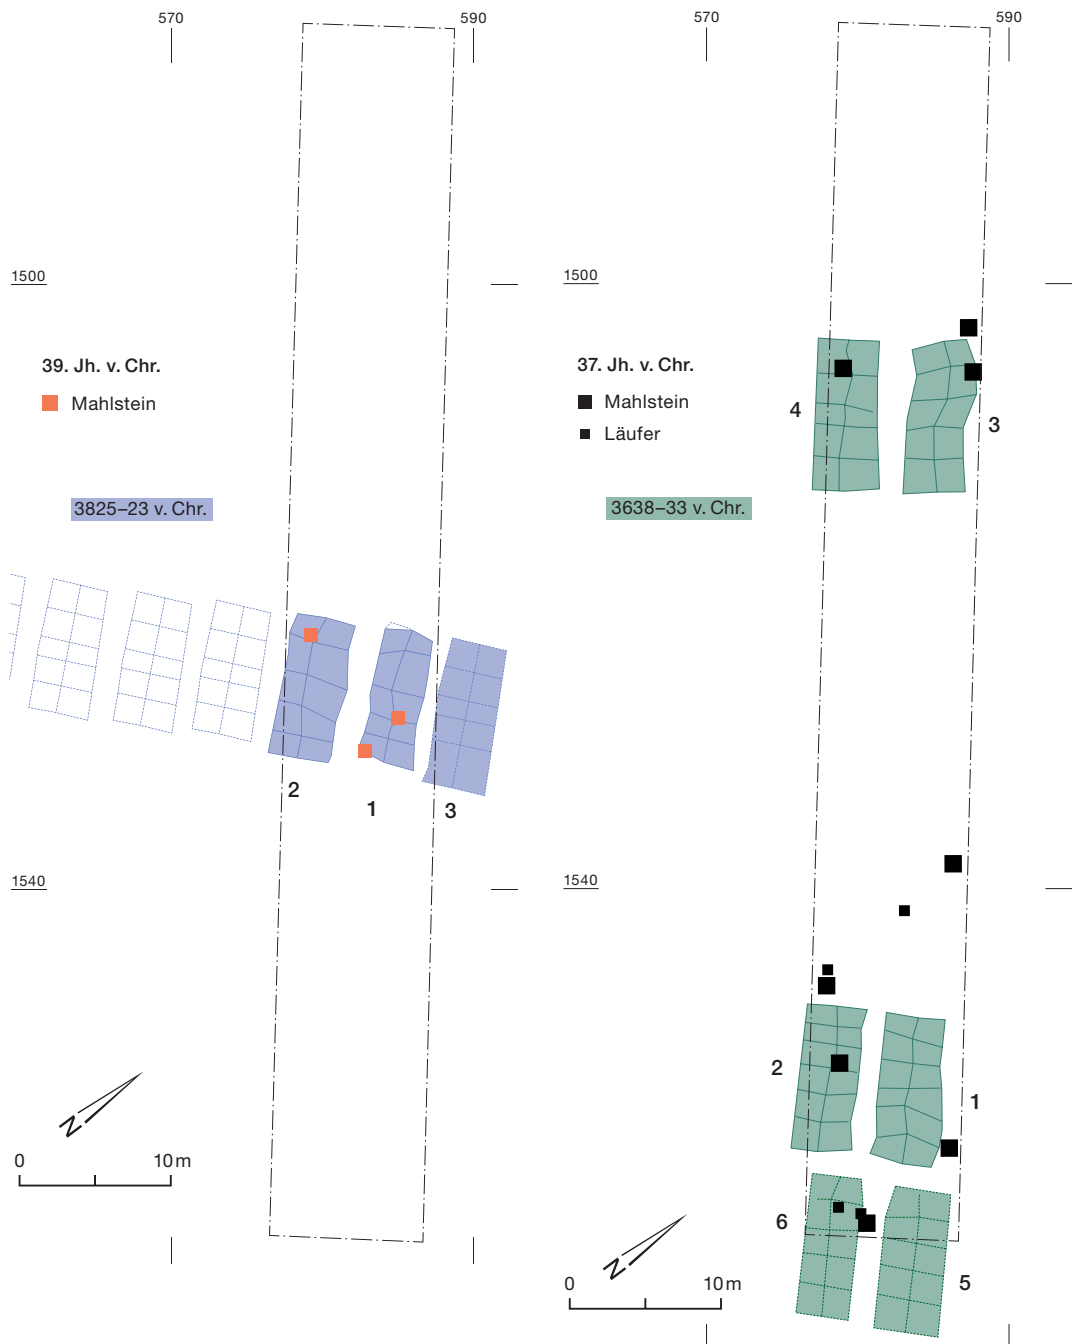 570
590
1500
39. Jh. v. Chr.
Mahlstein
3825–23 v. Chr.
2
1
3
1540
N
0
10 m
570
590
1500
37. Jh. v. Chr.
Mahlstein
Läufer
3638–33 v. Chr.
4
3
1540
2
1
6
5
N
0
10 m